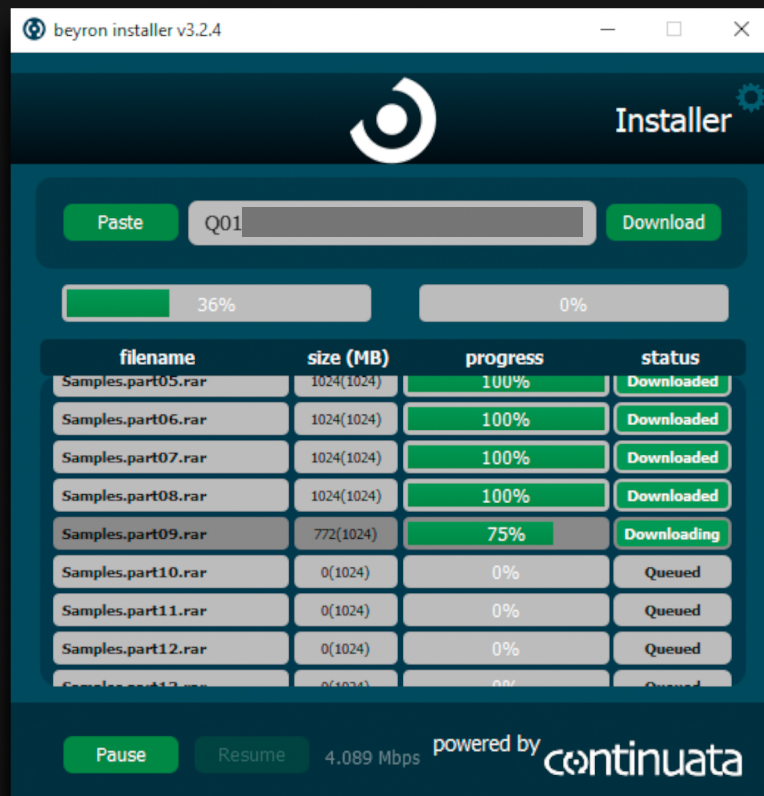 beyron installer v3.2.4
Installer
Paste Q01 Download
36% 0%
filename size (MB) progress status
Samples.part05.rar 1024(1024) 100% Downloaded
Samples.part06.rar 1024(1024) 100% Downloaded
Samples.part07.rar 1024(1024) 100% Downloaded
Samples.part08.rar 1024(1024) 100% Downloaded
Samples.part09.rar 772(1024) 75% Downloading
Samples.part10.rar 0(1024) 0% Queued
Samples.part11.rar 0(1024) 0% Queued
Samples.part12.rar 0(1024) 0% Queued
Pause Resume 4.089 Mbps powered by continuata